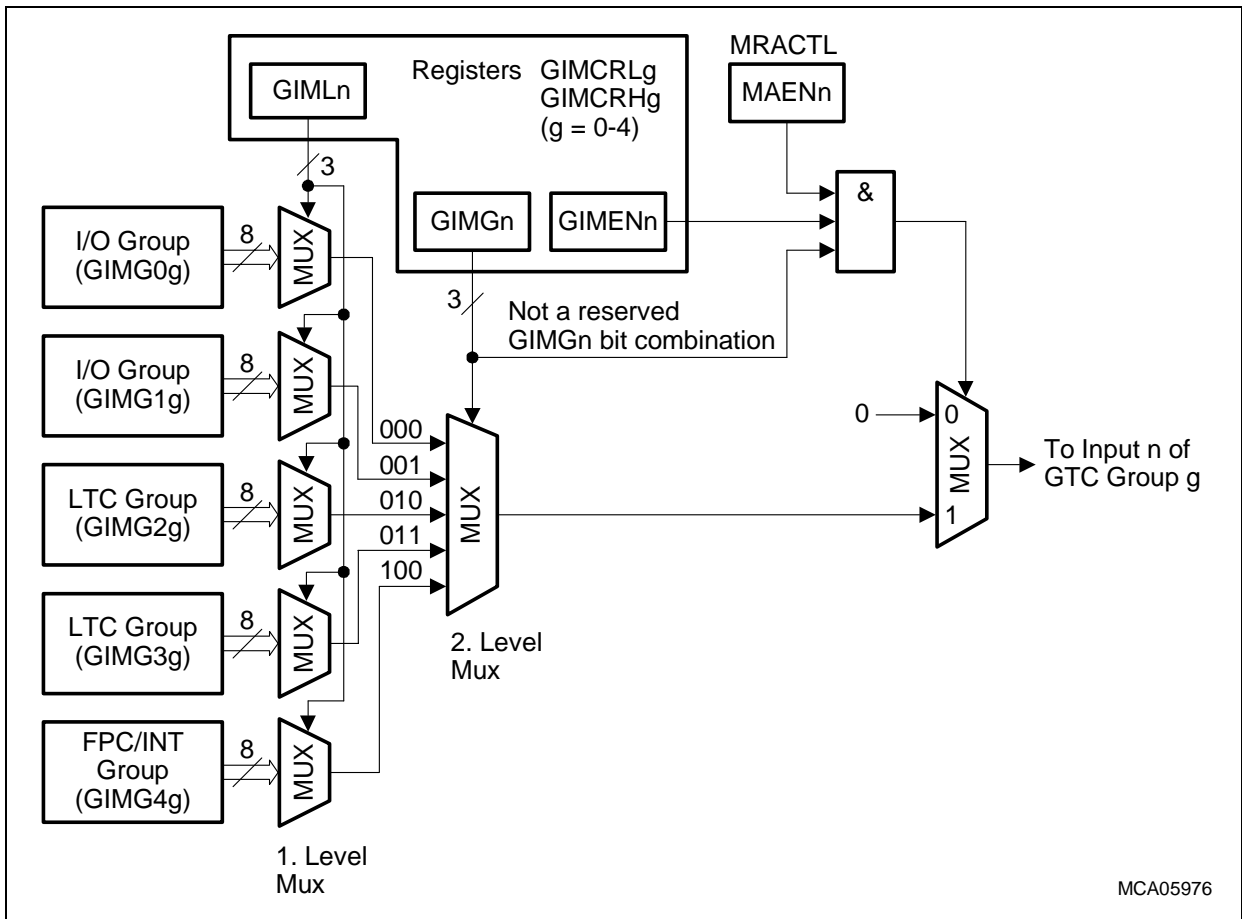 MRACTL
Registers GIMCRLg
GIMCRHg
(g = 0-4)
GIMLn
MAENn
3
GIMGn
GIMENn
&
I/O Group
(GIMG0g)
8
MUX
3
Not a reserved
GIMGn bit combination
I/O Group
(GIMG1g)
8
MUX
LTC Group
(GIMG2g)
8
MUX
LTC Group
(GIMG3g)
8
MUX
FPC/INT
Group
(GIMG4g)
8
MUX
1. Level
Mux
000
001
010
011
100
MUX
2. Level
Mux
0
0
1
MUX
To Input n of
GTC Group g
MCA05976